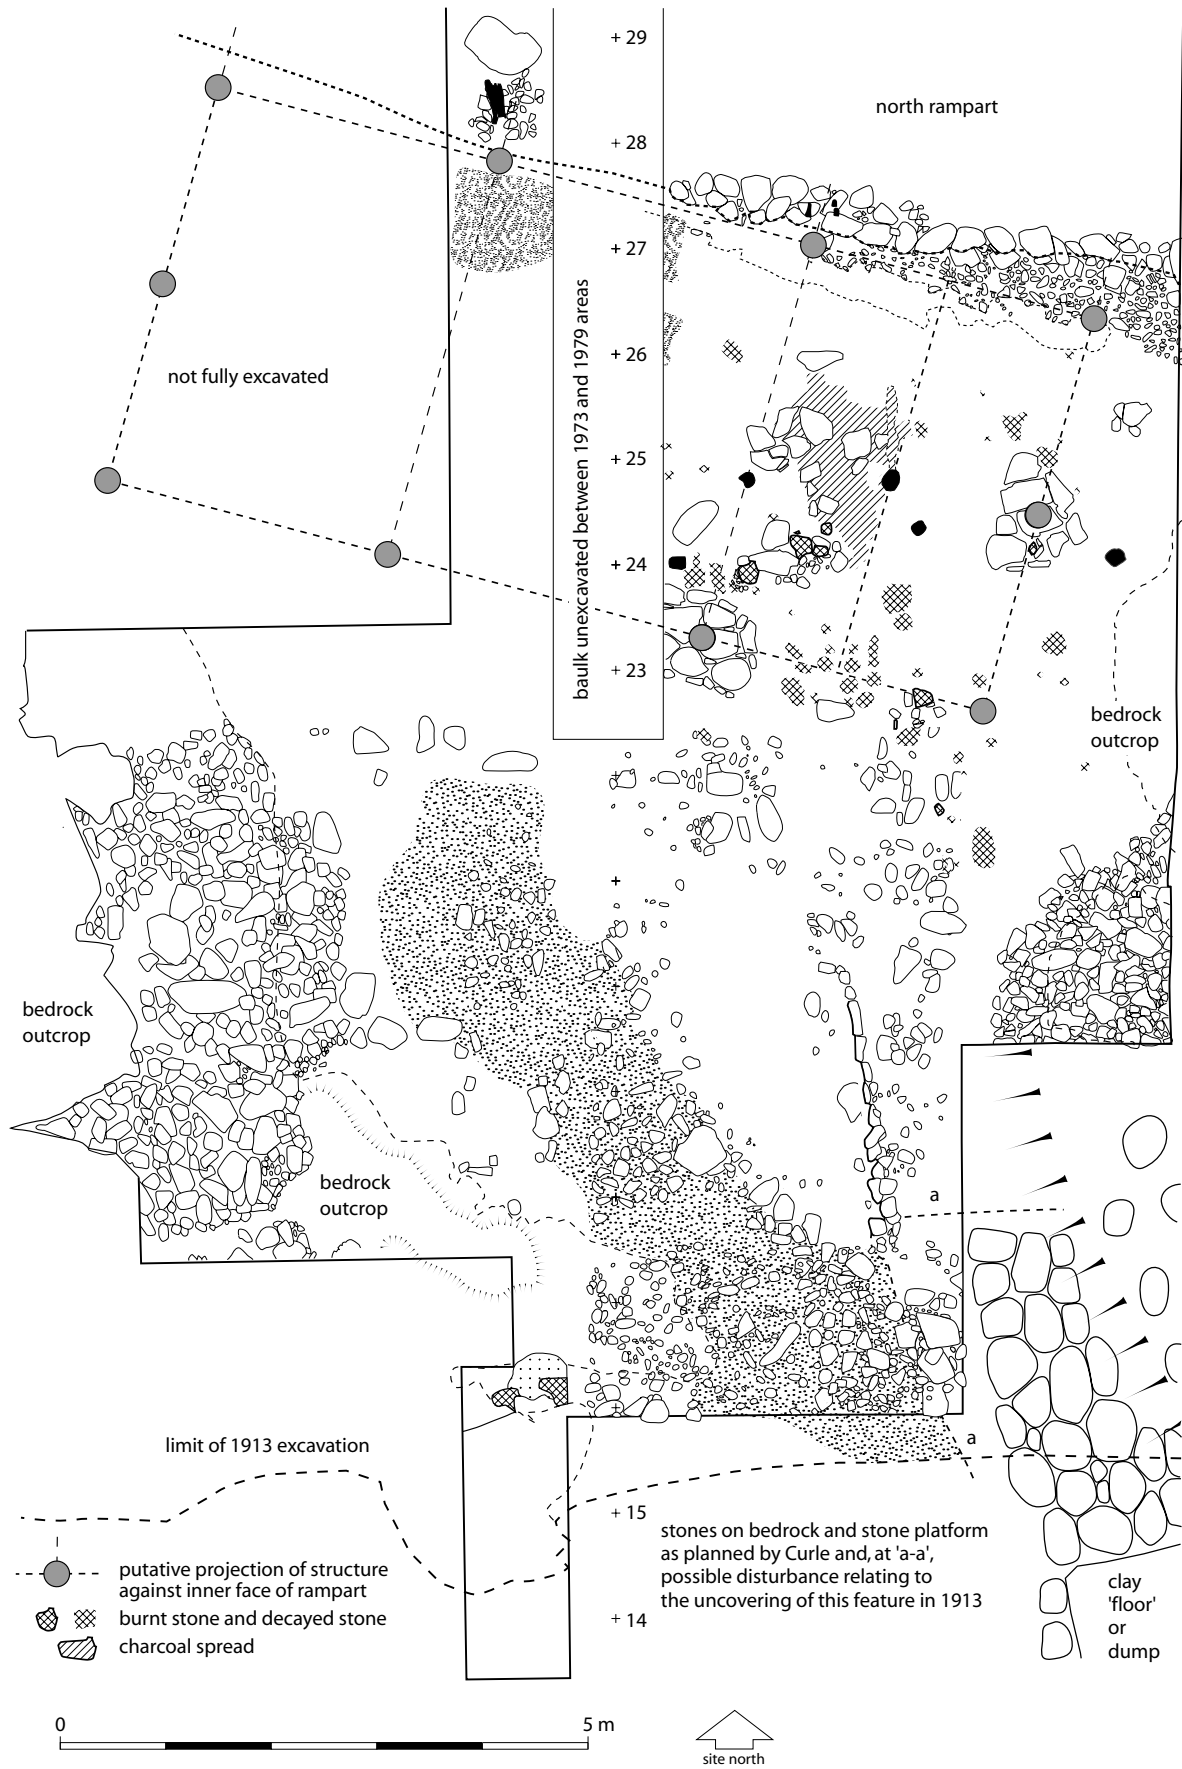 + 29
north rampart
+ 28
+ 27
baulk unexcavated between 1973 and 1979 areas
+ 26
not fully excavated
+ 25
+ 24
+ 23
bedrock
outcrop
bedrock
outcrop
bedrock
outcrop
a
a
limit of 1913 excavation
+ 15
stones on bedrock and stone platform
as planned by Curle and, at 'a-a',
possible disturbance relating to
the uncovering of this feature in 1913
+ 14
clay
'floor'
or
dump
putative projection of structure
against inner face of rampart
burnt stone and decayed stone
charcoal spread
0
5 m
site north